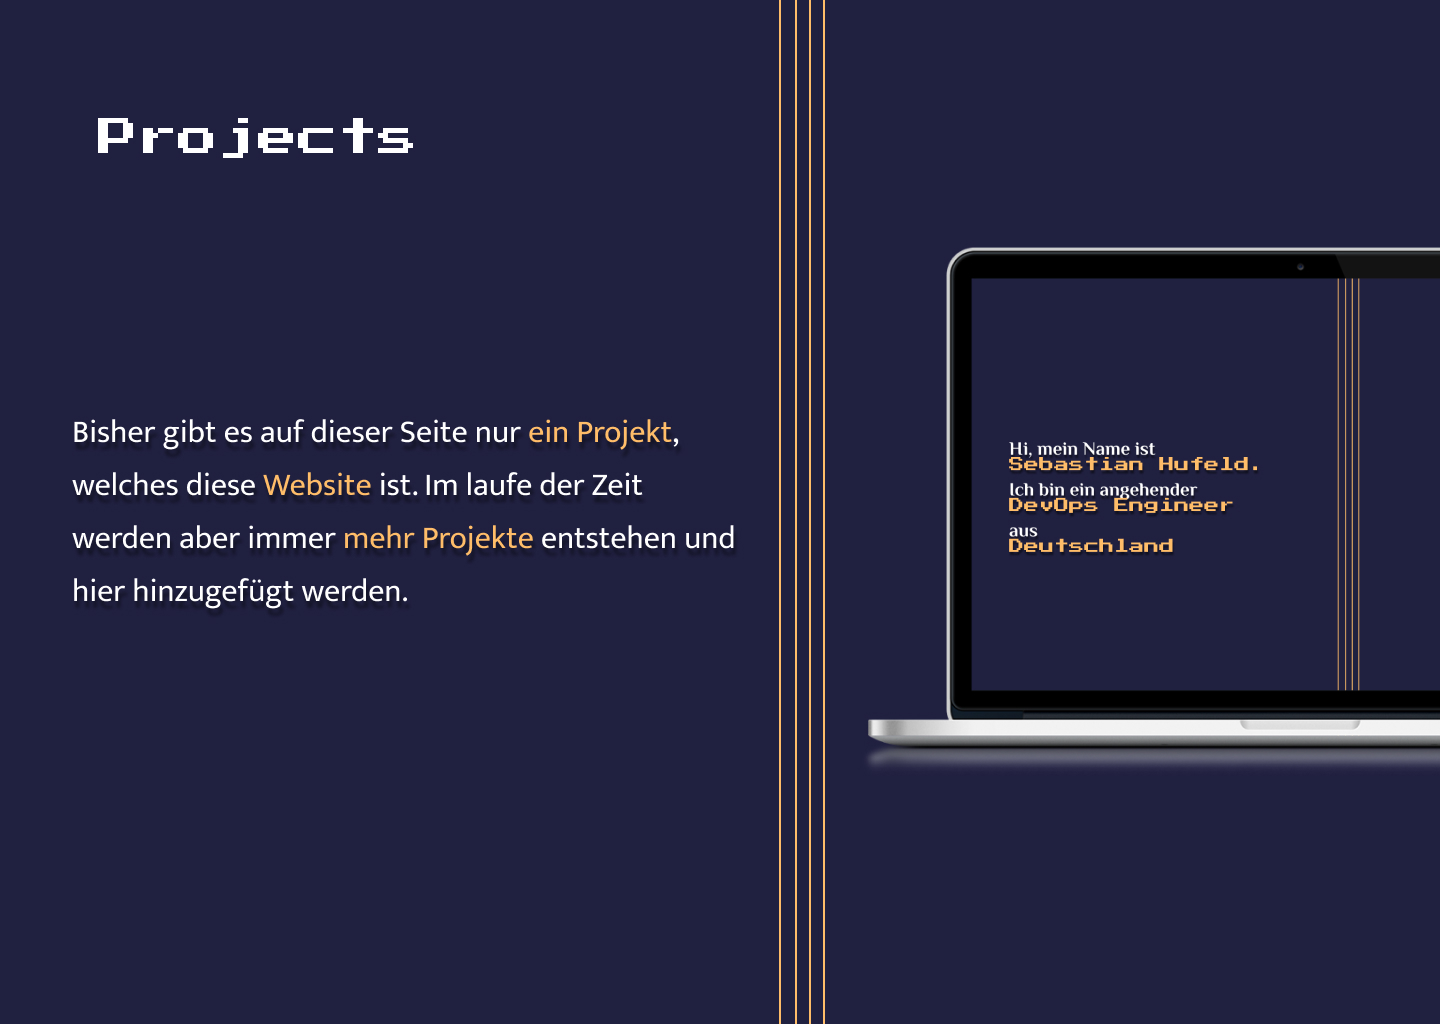 Projects
Bisher gibt es auf dieser Seite nur ein Projekt,
welches diese Website ist. Im laufe der Zeit
werden aber immer mehr Projekte entstehen und
hier hinzugefügt werden.
Hi, mein Name ist
Sebastian Hufeld.
Ich bin ein angehender
DevOps Engineer
aus
Deutschland